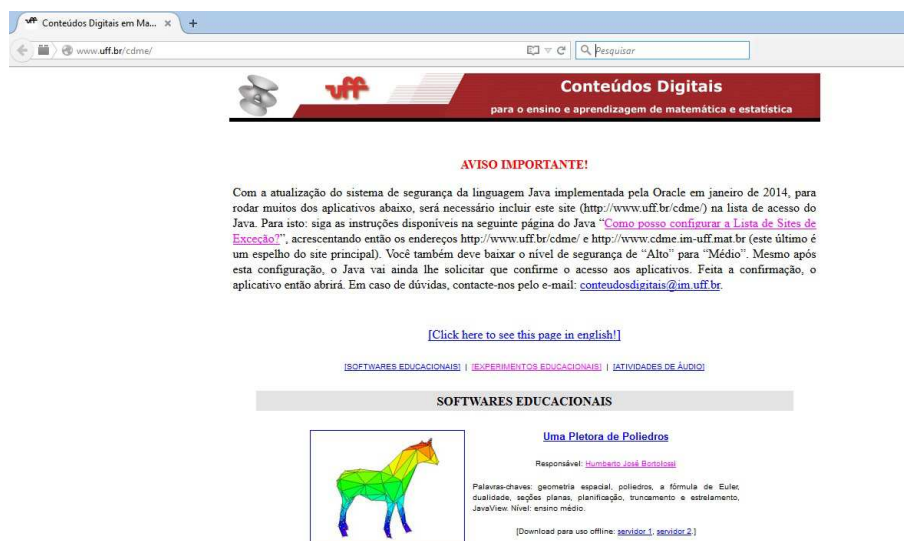 Conteúdos Digitais em Ma... × +
www.uff.br/cdme/ Pesquisar
uff
Conteúdos Digitais
para o ensino e aprendizagem de matemática e estatística
AVISO IMPORTANTE!
Com a atualização do sistema de segurança da linguagem Java implementada pela Oracle em janeiro de 2014, para
rodar muitos dos aplicativos abaixo, será necessário incluir este site (http://www.uff.br/cdme/) na lista de acesso do
Java. Para isto: siga as instruções disponíveis na seguinte página do Java “Como posso configurar a Lista de Sites de
Exceção?”, acrescentando então os endereços http://www.uff.br/cdme/ e http://www.cdme.im-uff.mat.br (este último é
um espelho do site principal). Você também deve baixar o nível de segurança de “Alto” para “Médio”. Mesmo após
esta configuração, o Java vai ainda lhe solicitar que confirme o acesso aos aplicativos. Feita a confirmação, o
aplicativo então abrirá. Em caso de dúvidas, contacte-nos pelo e-mail: conteudosdigitais@im.uff.br.
[Click here to see this page in english!]
[SOFTWARES EDUCACIONAIS] | [EXPERIMENTOS EDUCACIONAIS] | [ATIVIDADES DE ÁUDIO]
SOFTWARES EDUCACIONAIS
Uma Pletora de Poliedros
Responsável: Humberto José Bortolossi
Palavras-chaves: geometria espacial, poliedros, a fórmula de Euler,
dualidade, seções planas, planificação, truncamento e estrelamento,
JavaView. Nível: ensino médio.
[Download para uso offline: servidor 1, servidor 2.]